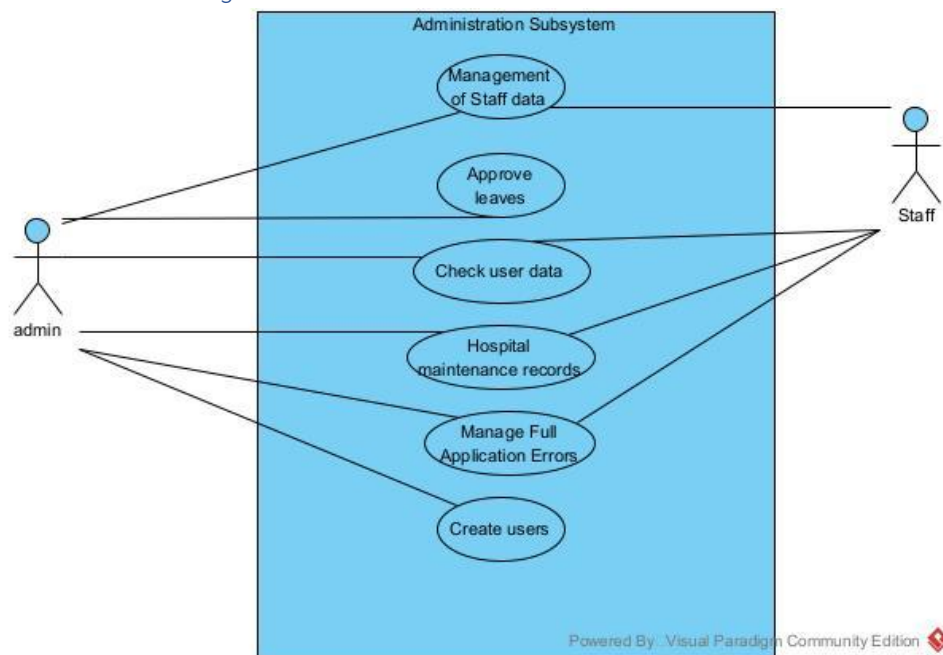 Administration Subsystem
Management
of Staff data
Approve
leaves
Staff
Check user data
admin
Hospital
maintenance records
Manage Full
Application Errors
Create users
Powered By Visual Paradigm Community Edition